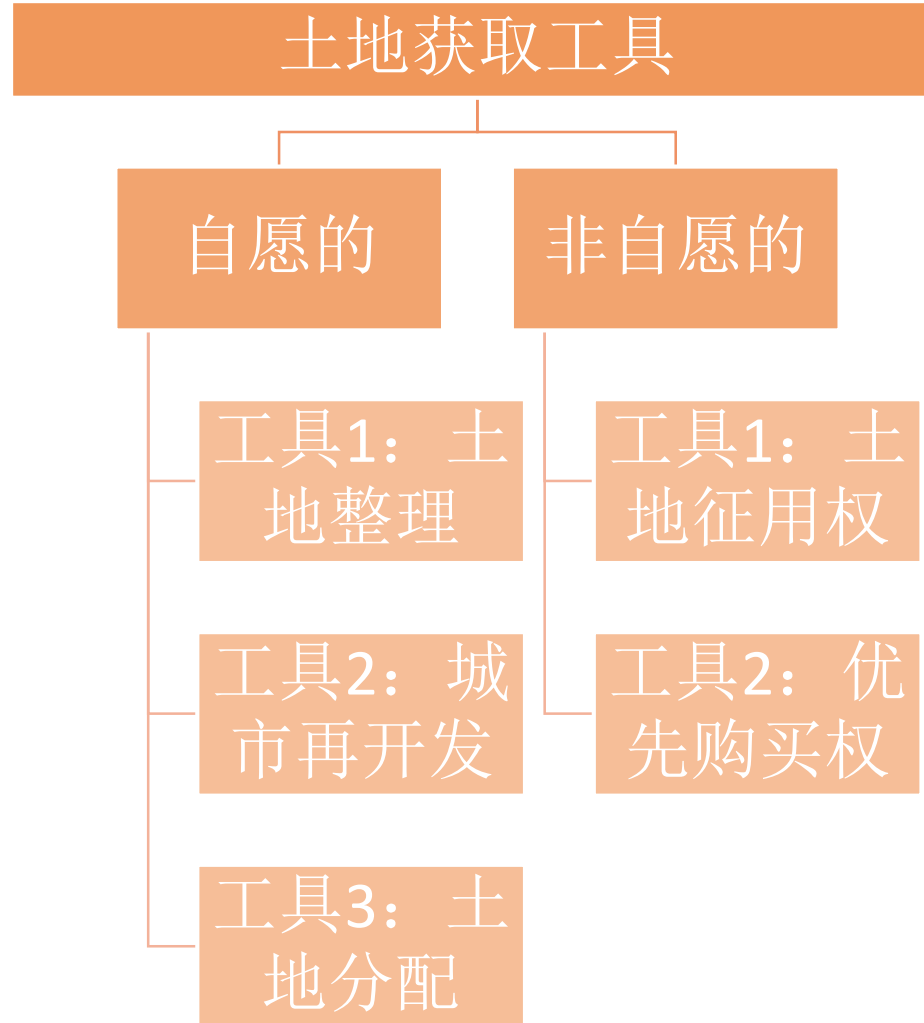 土地获取工具
自愿的
非自愿的
工具1：土
地整理
工具2：城
市再开发
工具3：土
地分配
工具1：土
地征用权
工具2：优
先购买权